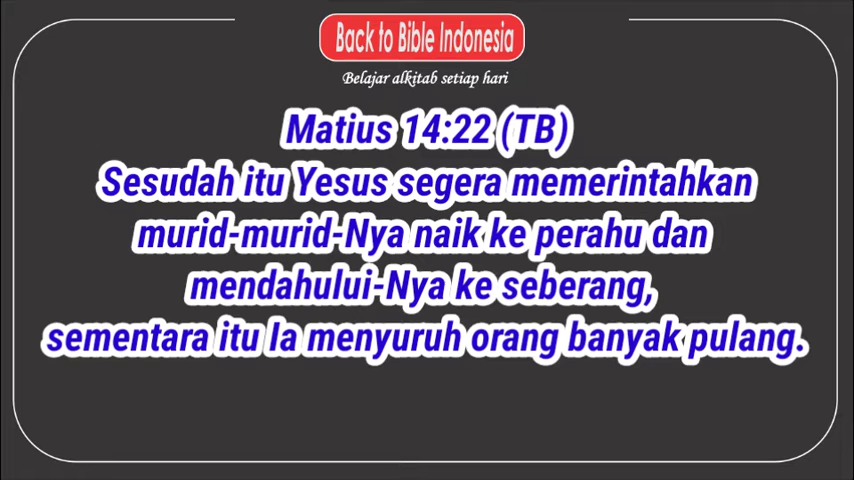 Back to Bible Indonesia
Belajar alkitab setiap hari
Matius 14:22 (TB)
Sesudah itu Yesus segera memerintahkan
murid-murid-Nya naik ke perahu dan
mendahului-Nya ke seberang,
sementara itu Ia menyuruh orang banyak pulang.